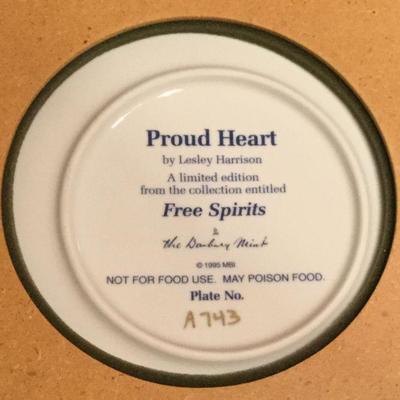 Proud Heart
by Lesley Harrison
A limited edition
from the collection entitled
Free Spirits
&
the Danbury Mint
© 1995 MBI
NOT FOR FOOD USE. MAY POISON FOOD.
Plate No.
A743